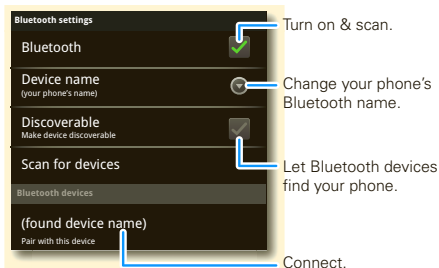 Bluetooth settings
Turn on & scan.
Bluetooth
Device name
(your phone's name)
Change your phone's
Bluetooth name.
Discoverable
Make device discoverable
Scan for devices
Let Bluetooth devices
find your phone.
Bluetooth devices
(found device name)
Pair with this device
Connect.